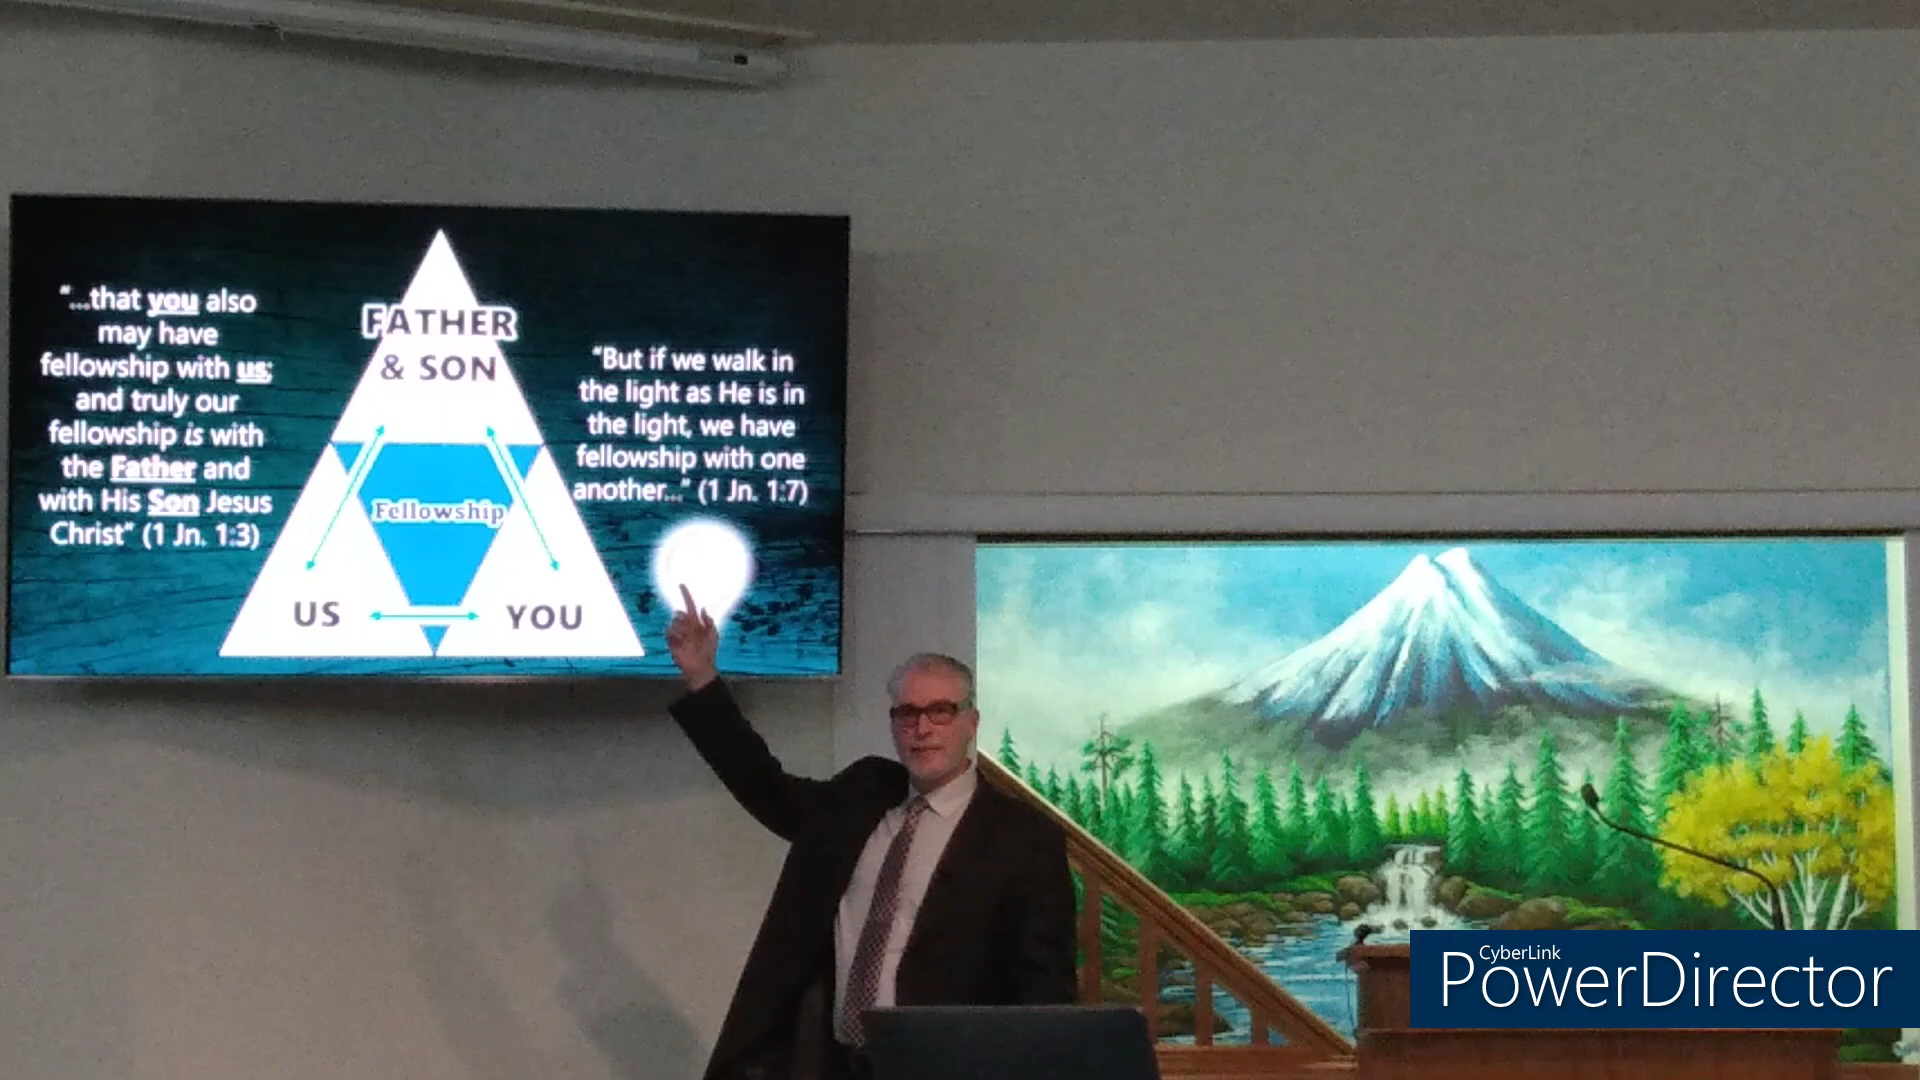 "...that you also
may have
fellowship with us;
and truly our
fellowship is with
the Father and
with His Son Jesus
Christ" (1 Jn. 1:3)
FATHER
& SON
Fellowship
US
YOU
"But if we walk in
the light as He is in
the light, we have
fellowship with one
another..." (1 Jn. 1:7)
CyberLink
PowerDirector